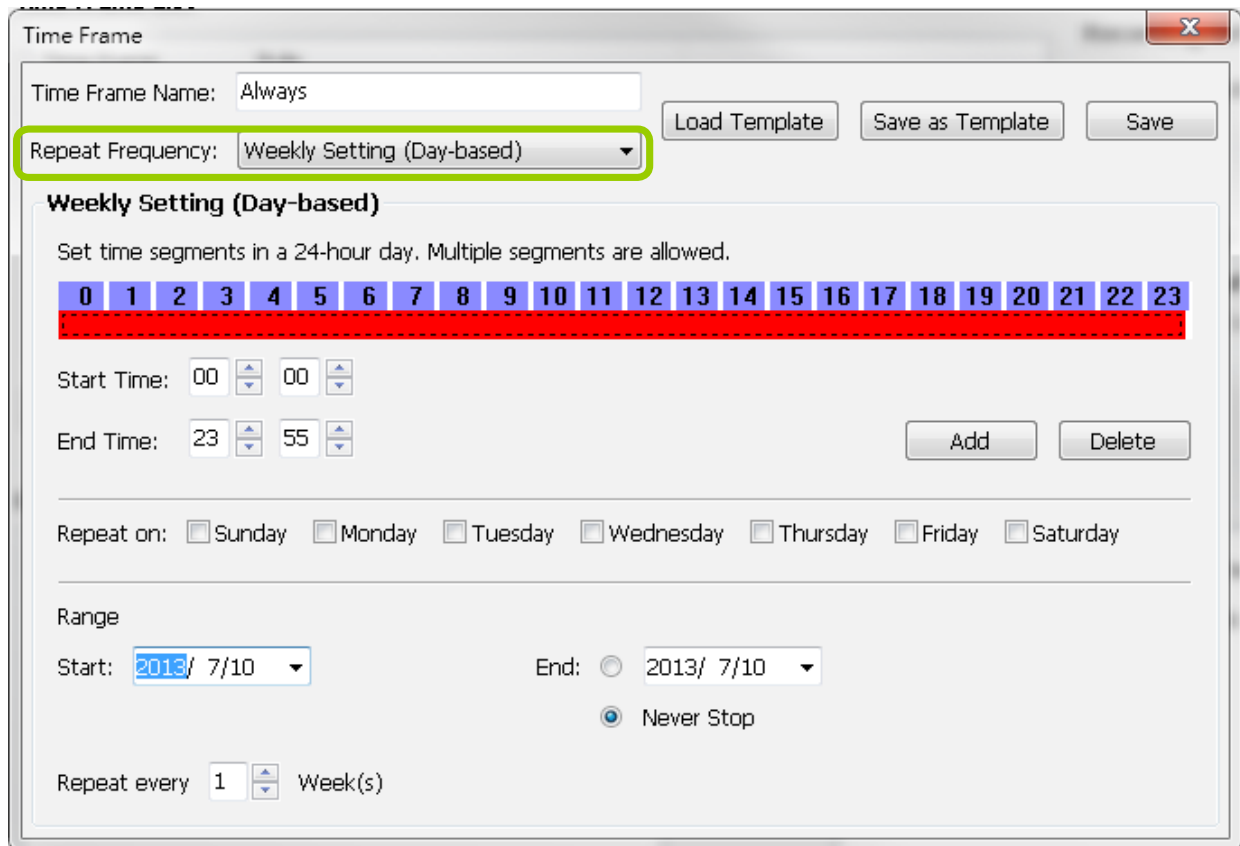 Time Frame
Time Frame Name: Always
Load Template Save as Template Save
Repeat Frequency: Weekly Setting (Day-based)
Weekly Setting (Day-based)
Set time segments in a 24-hour day. Multiple segments are allowed.
0 1 2 3 4 5 6 7 8 9 10 11 12 13 14 15 16 17 18 19 20 21 22 23
Start Time: 00 00
End Time: 23 55 Add Delete
Repeat on: Sunday Monday Tuesday Wednesday Thursday Friday Saturday
Range
Start: 2013/ 7/10 End: 2013/ 7/10
Never Stop
Repeat every 1 Week(s)